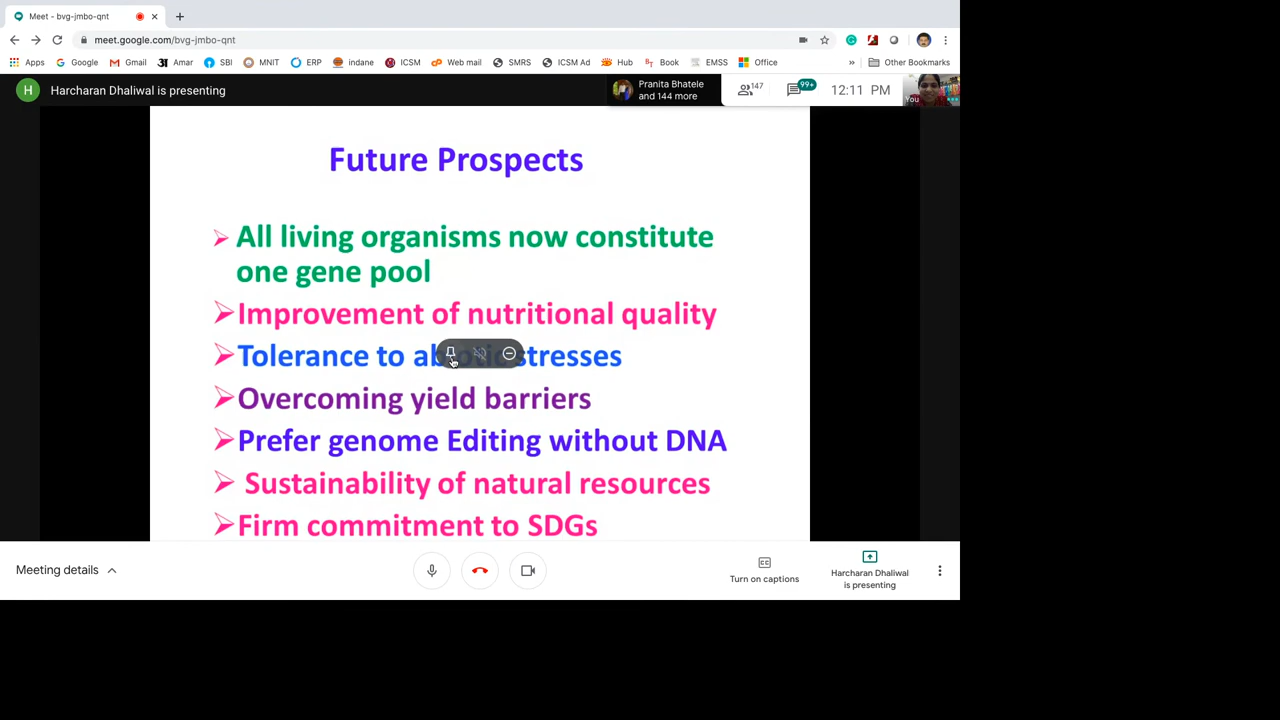 Meet - bvg-jmbo-qnt
meet.google.com/bvg-jmbo-qnt
Apps Google Gmail Amar SBI MNIT ERP indane ICSM Web mail SMRS ICSM Ad Hub Book EMSS Office » Other Bookmarks
H Harcharan Dhaliwal is presenting
Pranita Bhatele
and 144 more
147
99+
12:11 PM
You
Future Prospects
All living organisms now constitute
one gene pool
Improvement of nutritional quality
Tolerance to abiotic stresses
Overcoming yield barriers
Prefer genome Editing without DNA
Sustainability of natural resources
Firm commitment to SDGs
Meeting details
Turn on captions
Harcharan Dhaliwal
is presenting